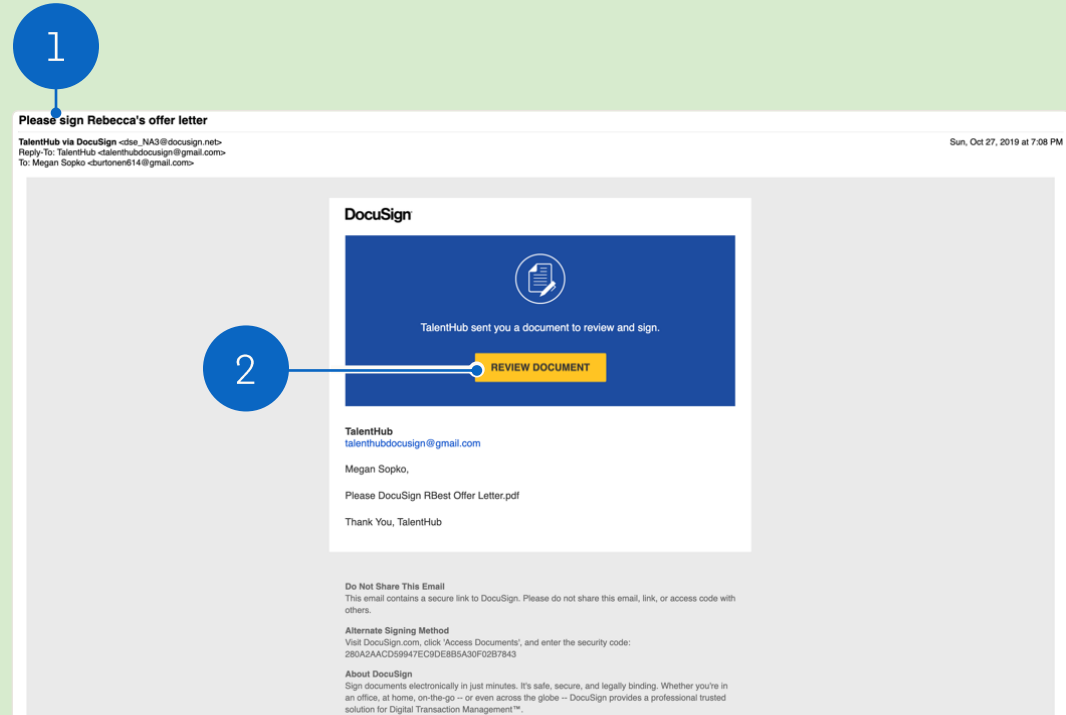 1
Please sign Rebecca's offer letter
TalentHub via DocuSign <dse_NA3@docusign.net>
Sun, Oct 27, 2019 at 7:08 PM
Reply-To: TalentHub <talenthubdocusign@gmail.com>
To: Megan Sopko <burtonen614@gmail.com>
DocuSign
TalentHub sent you a document to review and sign.
2
REVIEW DOCUMENT
TalentHub
talenthubdocusign@gmail.com
Megan Sopko,
Please DocuSign RBest Offer Letter.pdf
Thank You, TalentHub
Do Not Share This Email
This email contains a secure link to DocuSign. Please do not share this email, link, or access code with
others.
Alternate Signing Method
Visit DocuSign.com, click 'Access Documents', and enter the security code:
280A2AACD59947EC9DE8B5A30F02B7843
About DocuSign
Sign documents electronically in just minutes. It's safe, secure, and legally binding. Whether you're in
an office, at home, on-the-go -- or even across the globe -- DocuSign provides a professional trusted
solution for Digital Transaction Management™.